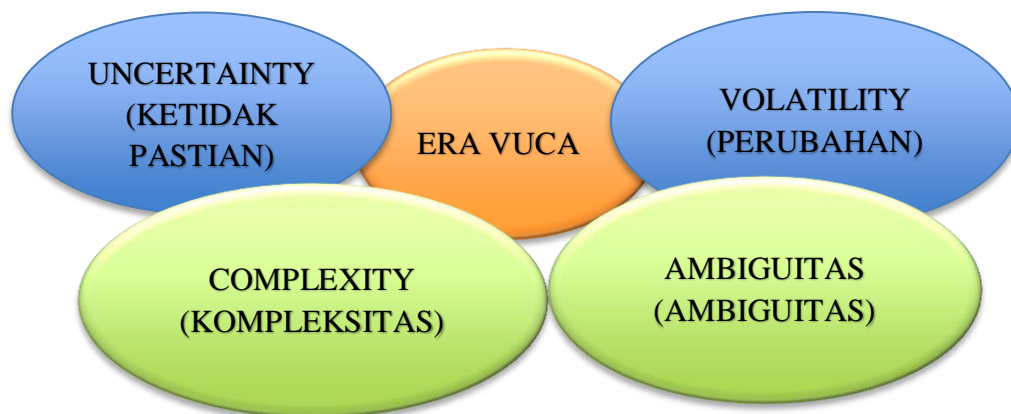 UNCERTAINTY
(KETIDAK
PASTIAN)
ERA VUCA
VOLATILITY
(PERUBAHAN)
COMPLEXITY
(KOMPLEKSITAS)
AMBIGUITAS
(AMBIGUITAS)